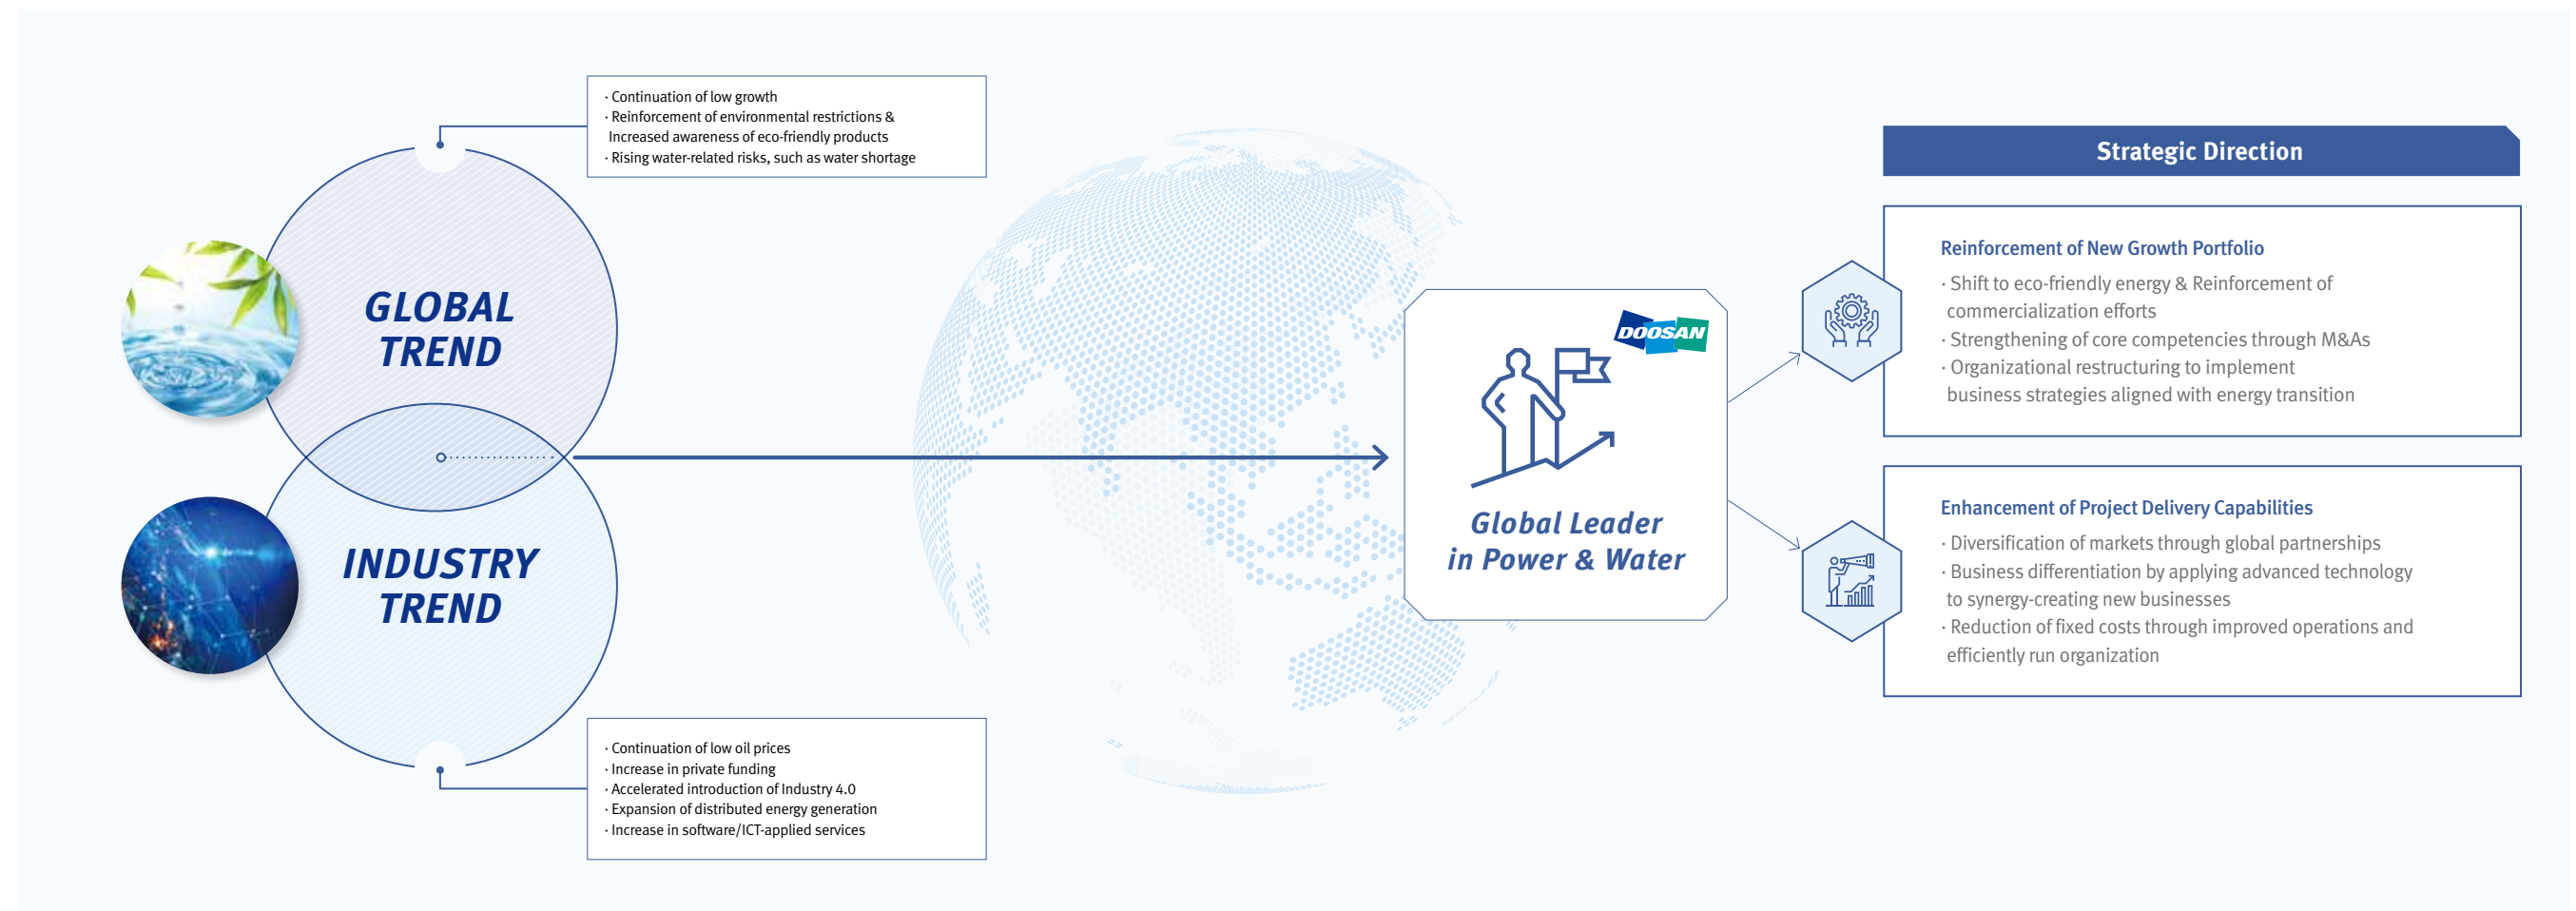 · Continuation of low growth
· Reinforcement of environmental restrictions &
Increased awareness of eco-friendly products
· Rising water-related risks, such as water shortage
GLOBAL
TREND
INDUSTRY
TREND
· Continuation of low oil prices
· Increase in private funding
· Accelerated introduction of Industry 4.0
· Expansion of distributed energy generation
· Increase in software/ICT-applied services
DOOSAN
Global Leader
in Power & Water
Strategic Direction
Reinforcement of New Growth Portfolio
· Shift to eco-friendly energy & Reinforcement of
commercialization efforts
· Strengthening of core competencies through M&As
· Organizational restructuring to implement
business strategies aligned with energy transition
Enhancement of Project Delivery Capabilities
· Diversification of markets through global partnerships
· Business differentiation by applying advanced technology
to synergy-creating new businesses
· Reduction of fixed costs through improved operations and
efficiently run organization